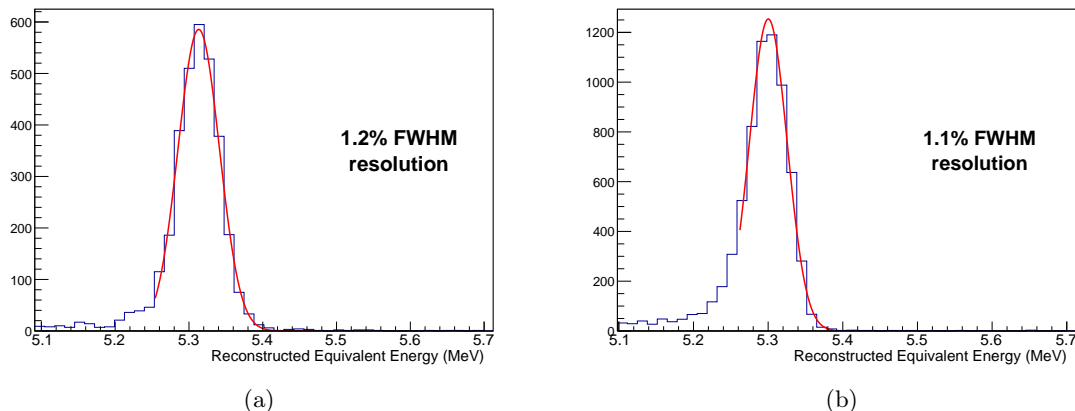 600
500
400
300
200
100
0
1.2% FWHM
resolution
5.1 5.2 5.3 5.4 5.5 5.6 5.7
Reconstructed Equivalent Energy (MeV)
(a)
1200
1000
800
600
400
200
0
1.1% FWHM
resolution
5.1 5.2 5.3 5.4 5.5 5.6 5.7
Reconstructed Equivalent Energy (MeV)
(b)